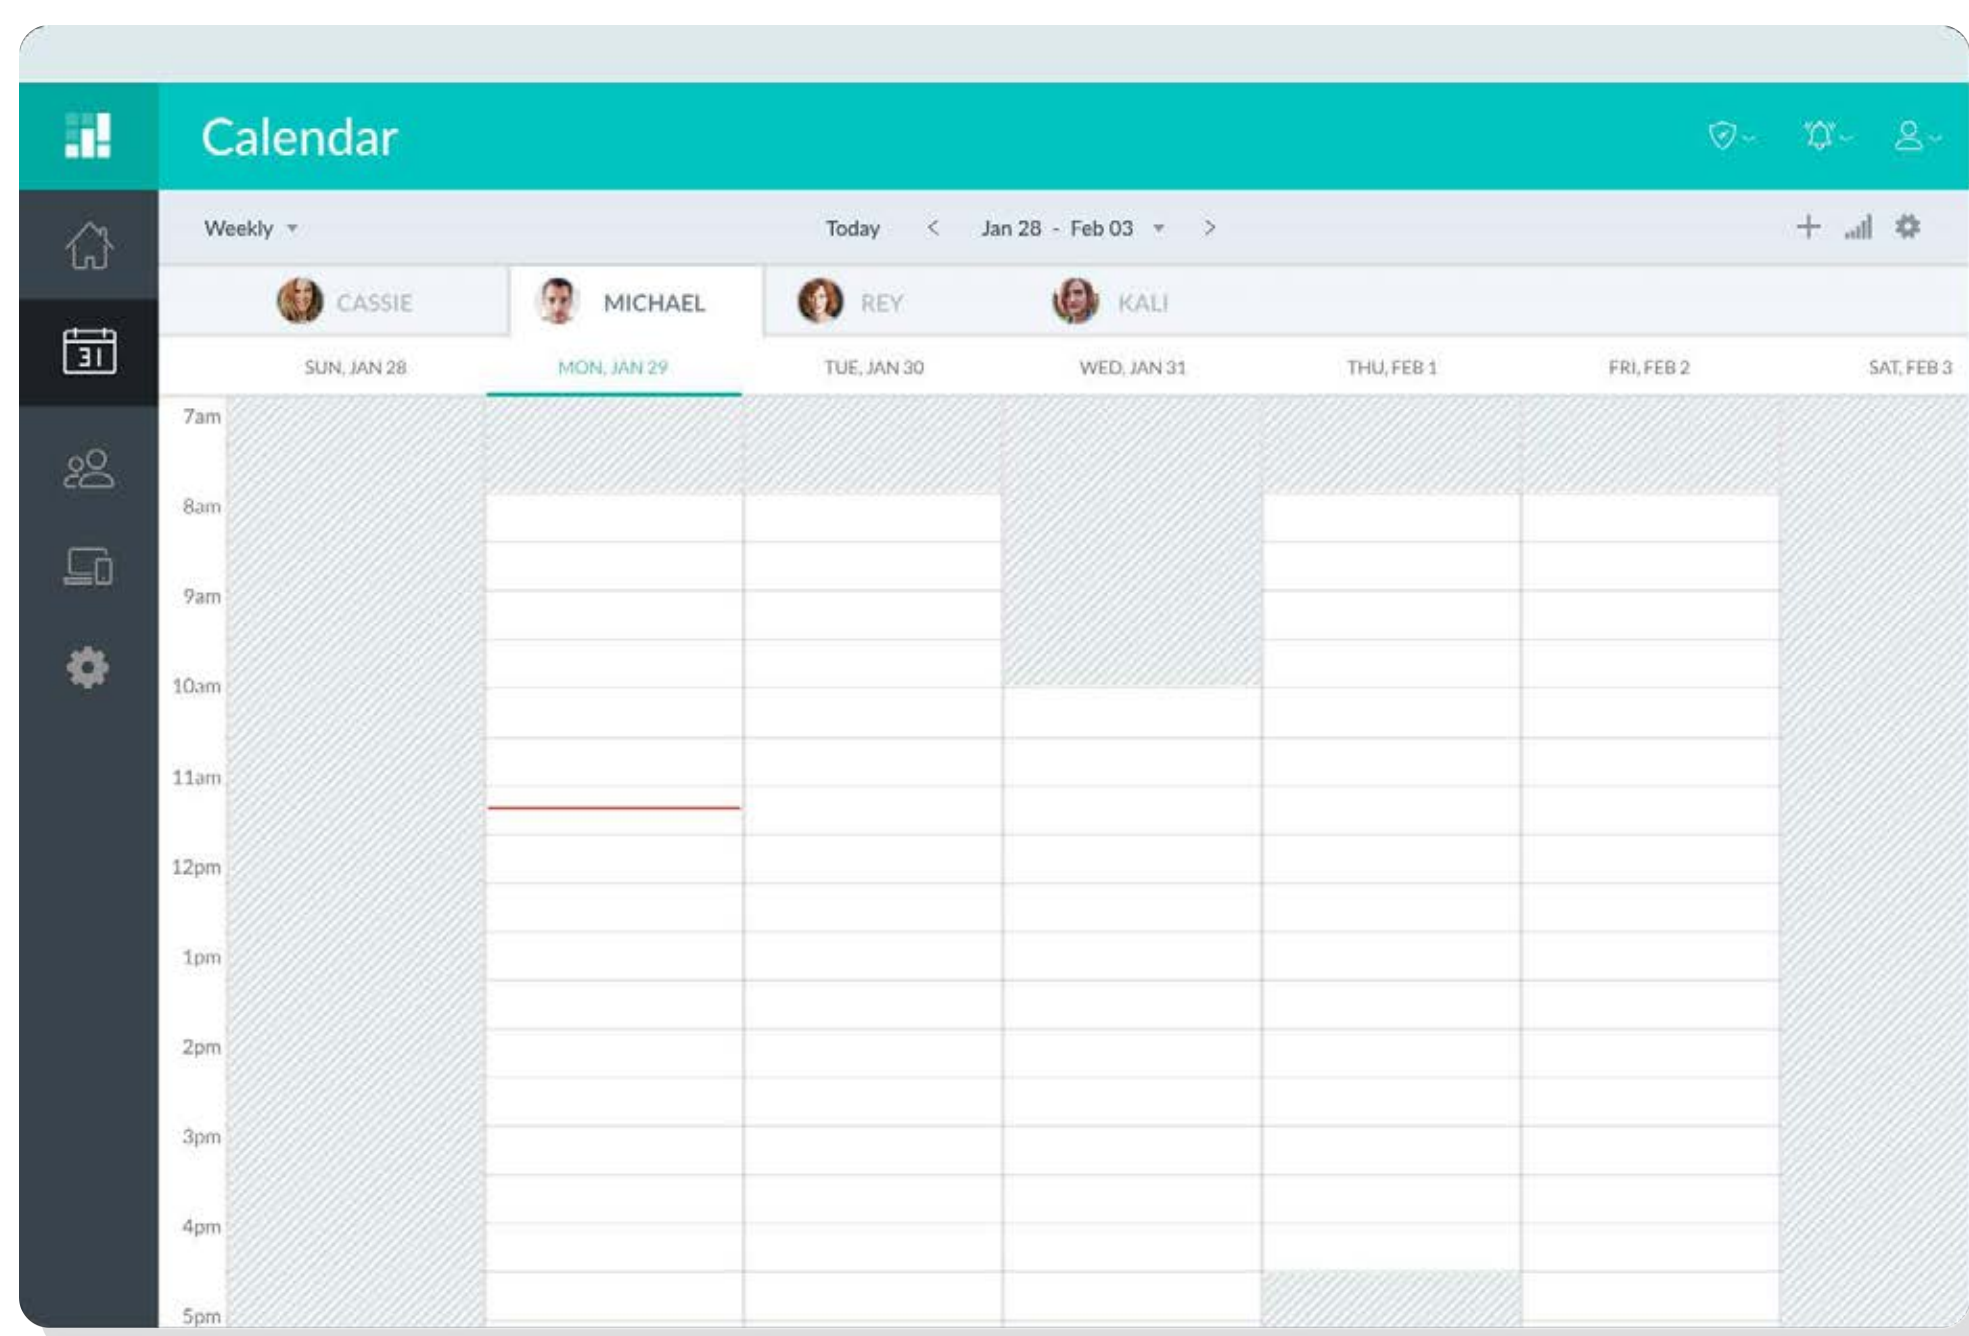 Calendar
Weekly
Today < Jan 28 - Feb 03 >
CASSIE MICHAEL REY KALI
31
SUN, JAN 28 MON, JAN 29 TUE, JAN 30 WED, JAN 31 THU, FEB 1 FRI, FEB 2 SAT, FEB 3
7am
8am
9am
10am
11am
12pm
1pm
2pm
3pm
4pm
5pm